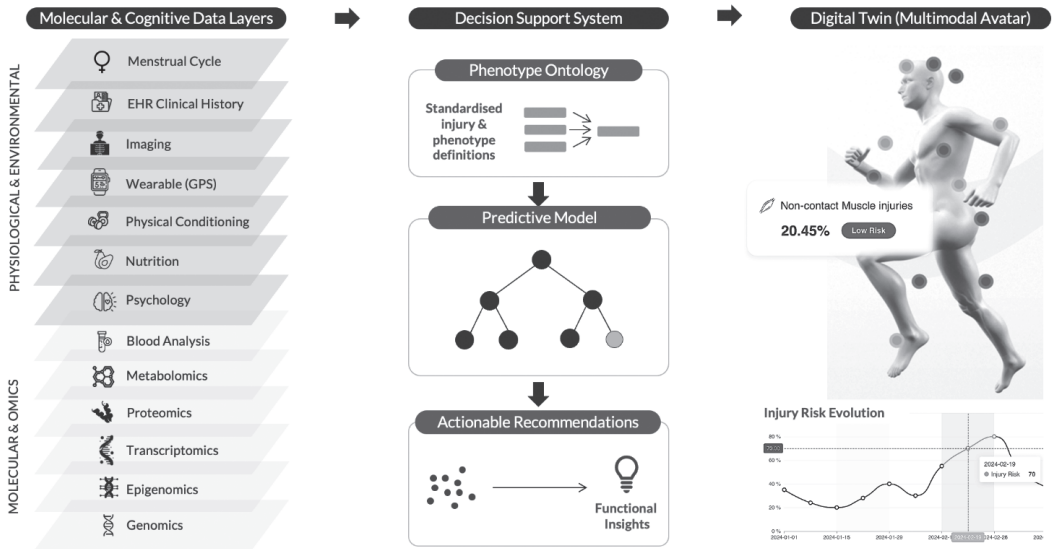 Molecular & Cognitive Data Layers
Decision Support System
Digital Twin (Multimodal Avatar)
PHYSIOLOGICAL & ENVIRONMENTAL
Menstrual Cycle
EHR Clinical History
Imaging
Wearable (GPS)
Physical Conditioning
Nutrition
Psychology
MOLECULAR & OMICS
Blood Analysis
Metabolomics
Proteomics
Transcriptomics
Epigenomics
Genomics
Phenotype Ontology
Standardised
injury &
phenotype
definitions
Predictive Model
Actionable Recommendations
Functional
Insights
Non-contact Muscle injuries
20.45%
Low Risk
Injury Risk Evolution
80 %
60 %
40 %
20 %
0 %
2024-02-19
Injury Risk 70
2024-01-01
2024-01-15
2024-01-29
2024-02-26